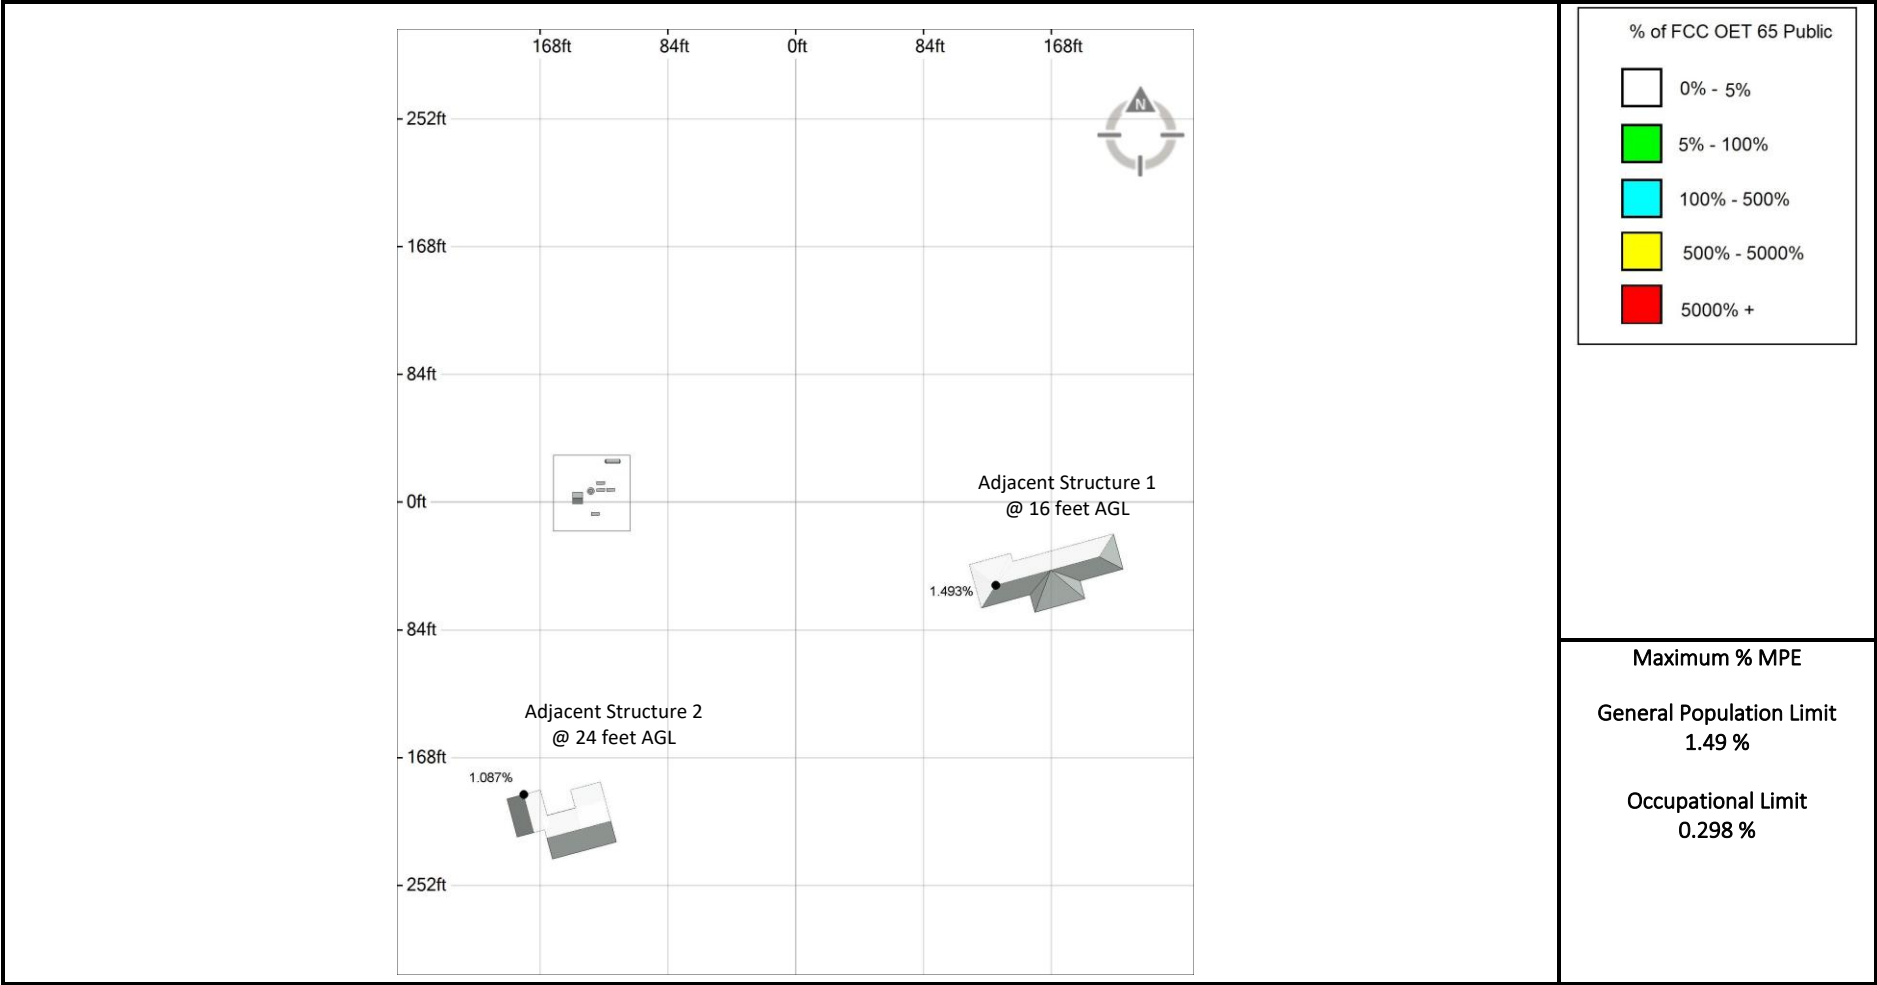 168ft 84ft 0ft 84ft 168ft
N
252ft
168ft
84ft
0ft
84ft
168ft
252ft
Adjacent Structure 1
@ 16 feet AGL
1.493%
Adjacent Structure 2
@ 24 feet AGL
1.087%
% of FCC OET 65 Public
0% - 5%
5% - 100%
100% - 500%
500% - 5000%
5000% +
Maximum % MPE
General Population Limit
1.49 %
Occupational Limit
0.298 %